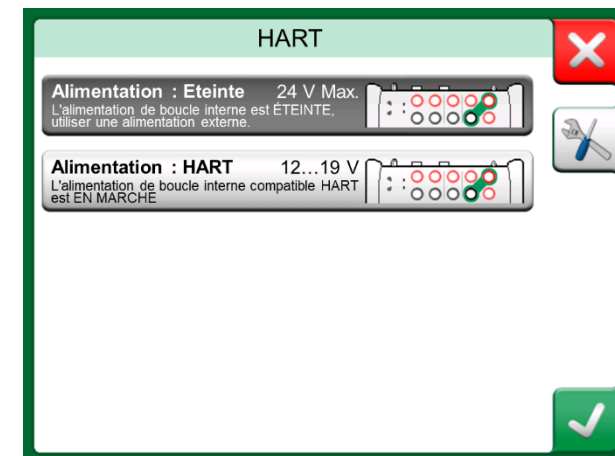 HART
Alimentation : Eteinte 24 V Max.
L'alimentation de boucle interne est ÉTEINTE,
utiliser une alimentation externe.
Alimentation : HART 12...19 V
L'alimentation de boucle interne compatible HART
est EN MARCHE